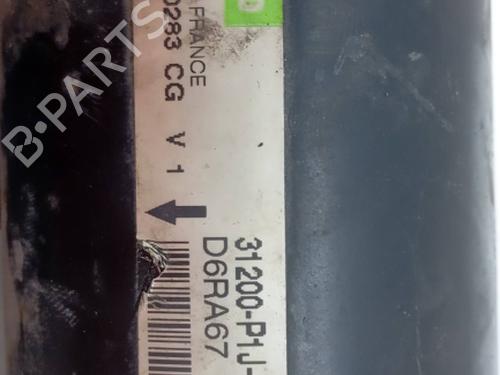 B-PARTS
FRANCE
0283 CG V 1
31200-P1J-
D6RA67